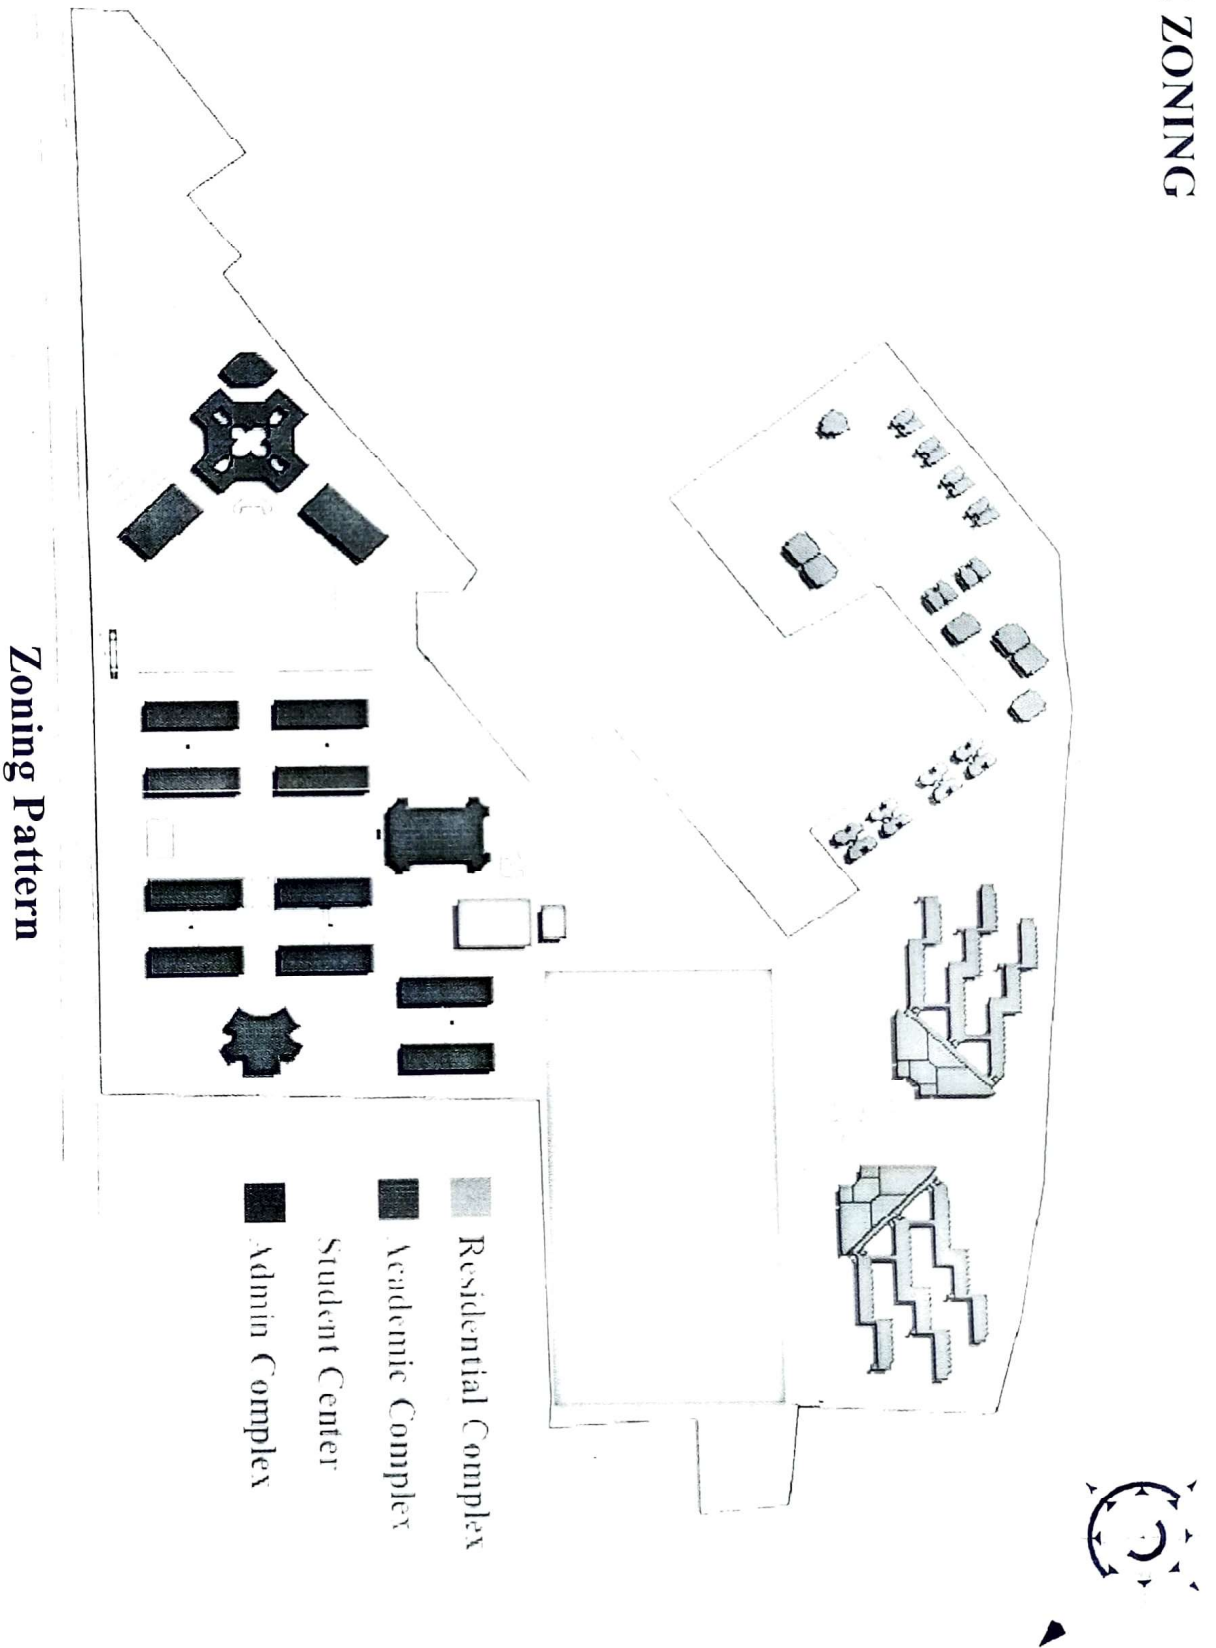 ZONING
Residential Complex
Academic Complex
Student Center
Admin Complex
Zoning Pattern